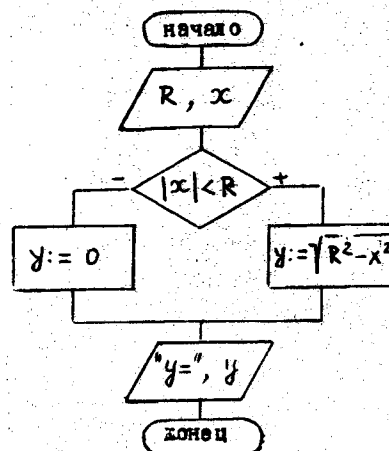 начало
R, x
|x|<R
-
+
y:= 0
y:=√R²-x²
"y=", y
конец